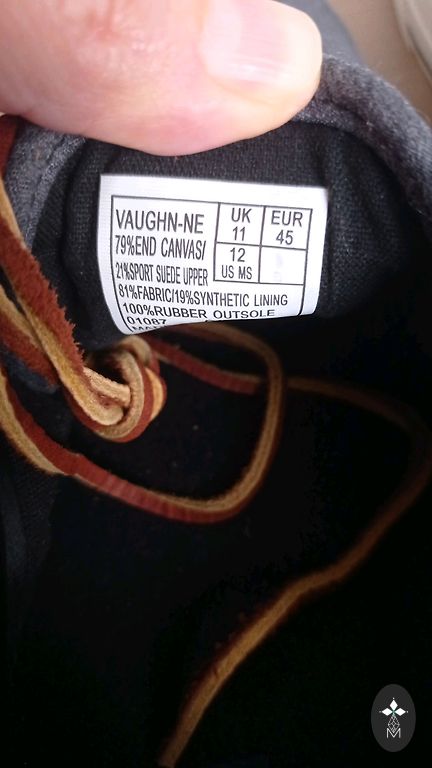 VAUGHN-NE
79%END CANVAS/
21%SPORT SUEDE UPPER
81%FABRIC/19%SYNTHETIC LINING
100%RUBBER OUTSOLE
01087
UK
11
EUR
45
12
US MS
M